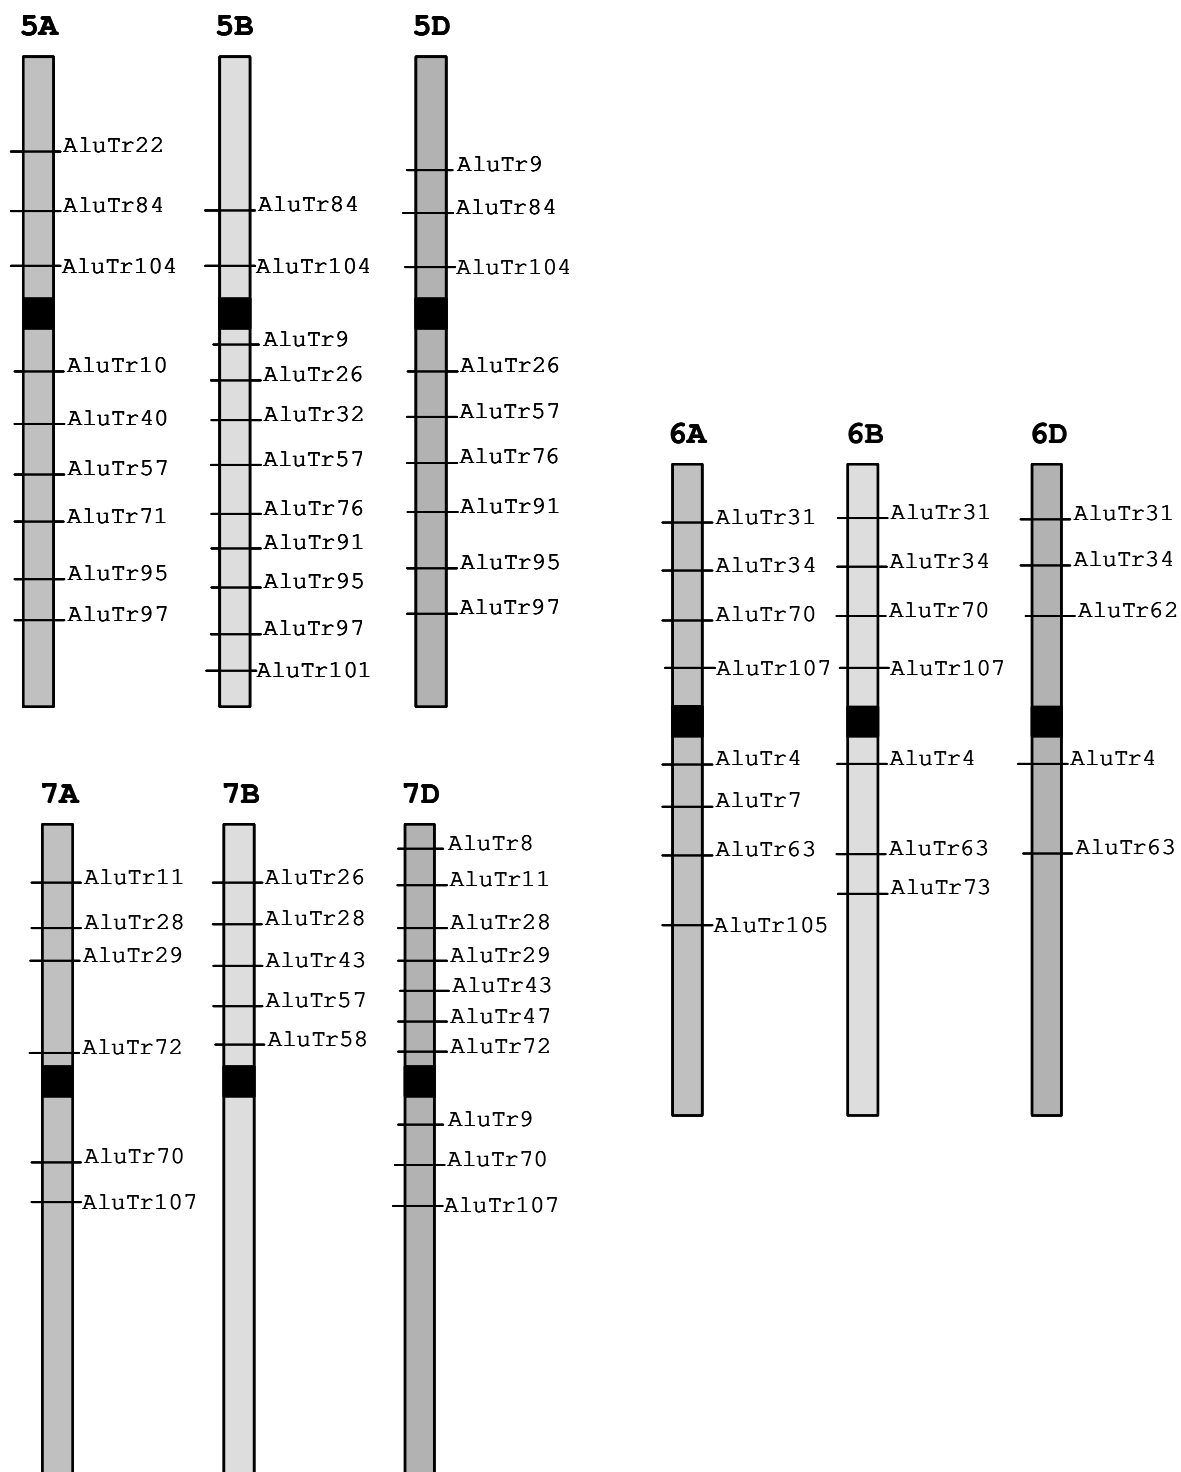 5A
AluTr22
AluTr84
AluTr104
AluTr10
AluTr40
AluTr57
AluTr71
AluTr95
AluTr97
5B
AluTr84
AluTr104
AluTr9
AluTr26
AluTr32
AluTr57
AluTr76
AluTr91
AluTr95
AluTr97
AluTr101
5D
AluTr9
AluTr84
AluTr104
AluTr26
AluTr57
AluTr76
AluTr91
AluTr95
AluTr97
6A
AluTr31
AluTr34
AluTr70
AluTr107
AluTr4
AluTr7
AluTr63
AluTr105
6B
AluTr31
AluTr34
AluTr70
AluTr107
AluTr4
AluTr63
AluTr73
6D
AluTr31
AluTr34
AluTr62
AluTr4
AluTr63
7A
AluTr11
AluTr28
AluTr29
AluTr72
AluTr70
AluTr107
7B
AluTr26
AluTr28
AluTr43
AluTr57
AluTr58
7D
AluTr8
AluTr11
AluTr28
AluTr29
AluTr43
AluTr47
AluTr72
AluTr9
AluTr70
AluTr107